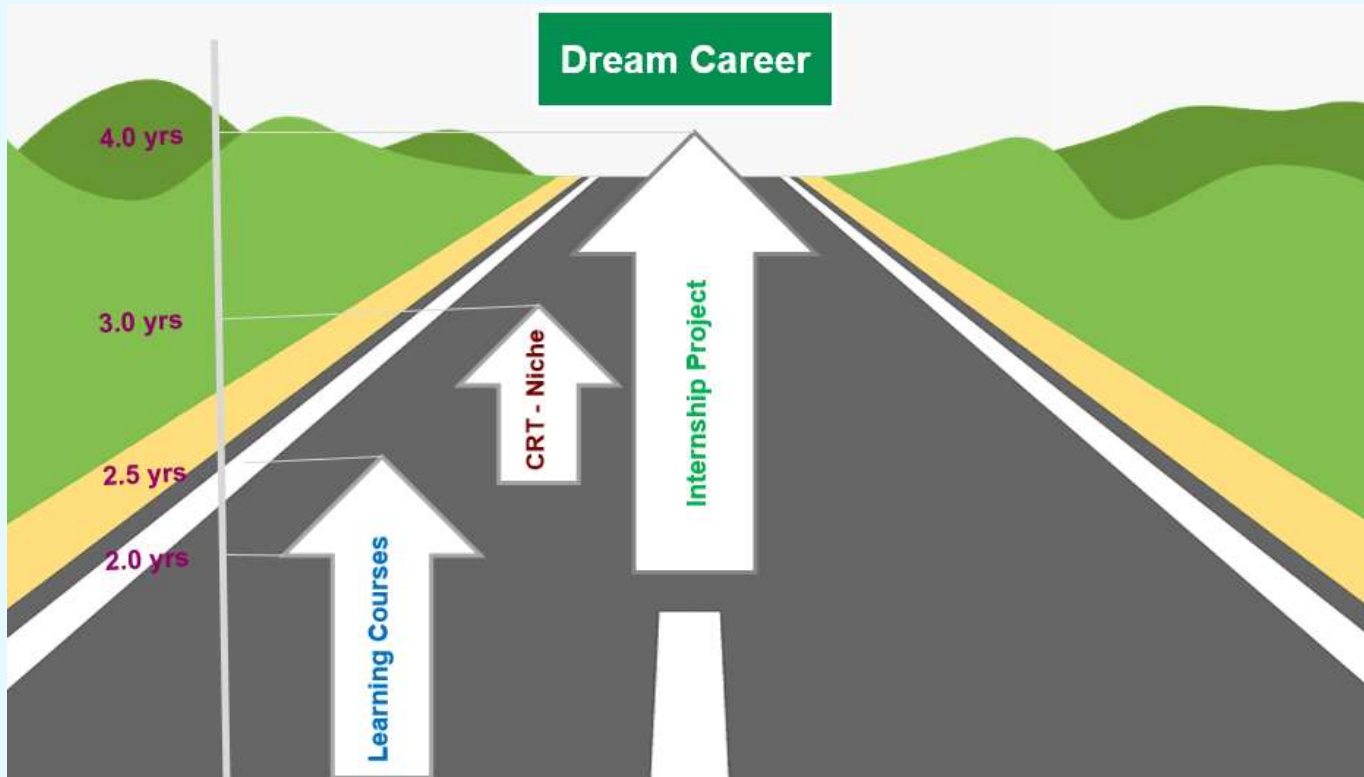 Dream Career
4.0 yrs
3.0 yrs
2.5 yrs
2.0 yrs
Learning Courses
CRT - Niche
Internship Project